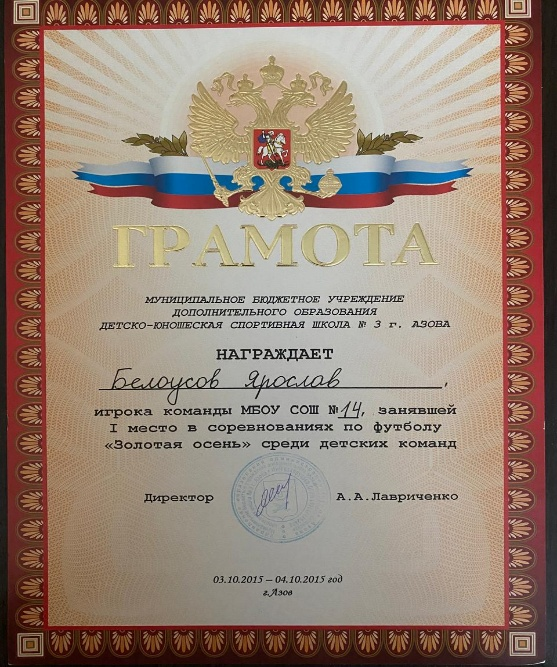 ГРАМОТА
МУНИЦИПАЛЬНОЕ БЮДЖЕТНОЕ УЧРЕЖДЕНИЕ
ДОПОЛНИТЕЛЬНОГО ОБРАЗОВАНИЯ
ДЕТСКО-ЮНОШЕСКАЯ СПОРТИВНАЯ ШКОЛА № 3 г. АЗОВА
НАГРАЖДАЕТ
Белоусов Ярослав,
игрока команды МБОУ СОШ №14, занявшей
I место в соревнованиях по футболу
«Золотая осень» среди детских команд
Директор А.А.Лавриченко
03.10.2015 – 04.10.2015 год
г.Азов